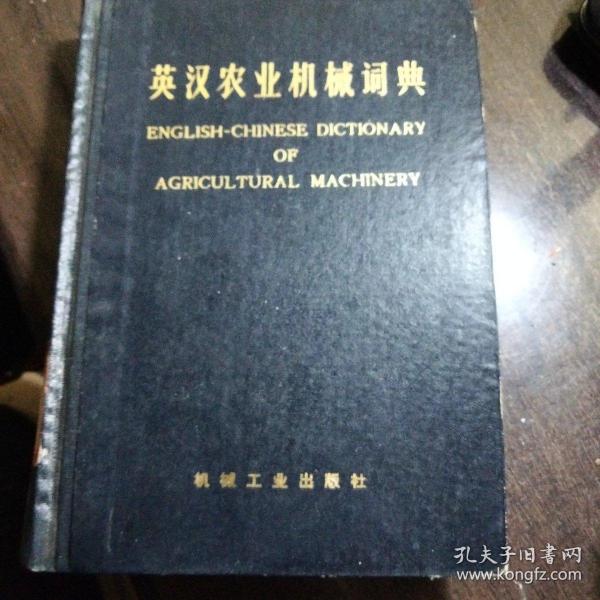 英汉农业机械词典
ENGLISH-CHINESE DICTIONARY
OF
AGRICULTURAL MACHINERY
机械工业出版社
孔夫子旧书网
www.kongfz.com